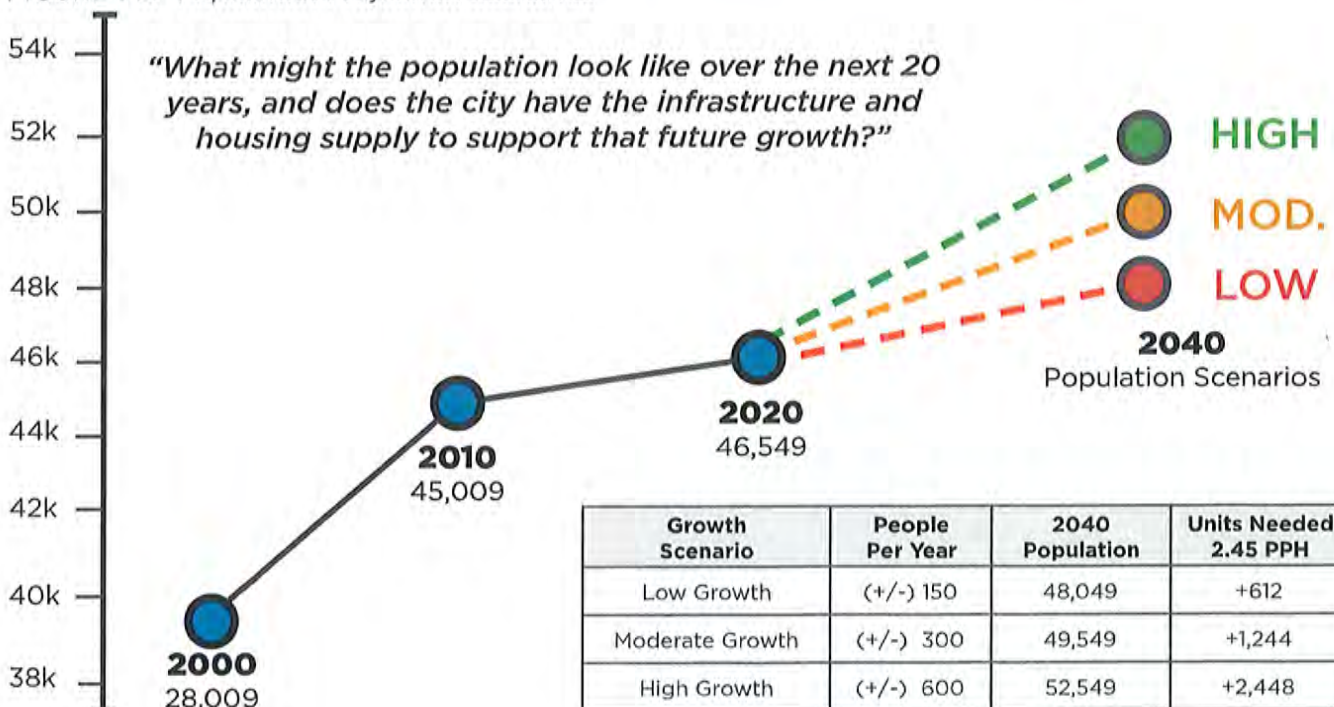 54k
"What might the population look like over the next 20
years, and does the city have the infrastructure and
housing supply to support that future growth?"
52k
HIGH
50k
MOD.
48k
LOW
2040
Population Scenarios
46k
2020
46,549
44k
2010
45,009
42k
40k
2000
28,009
38k
Growth Scenario | People Per Year | 2040 Population | Units Needed 2.45 PPH
Low Growth | (+/-) 150 | 48,049 | +612
Moderate Growth | (+/-) 300 | 49,549 | +1,244
High Growth | (+/-) 600 | 52,549 | +2,448